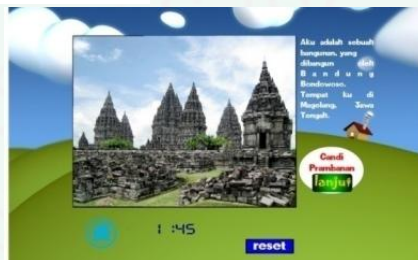 Aku adalah sebuah
bangunan, yang
dibangun oleh
Bandung
Bondowoso.
Tempat ku di
Magelang, Jawa
Tengah.
Candi
Prambanan
lanjut
1 :45
reset